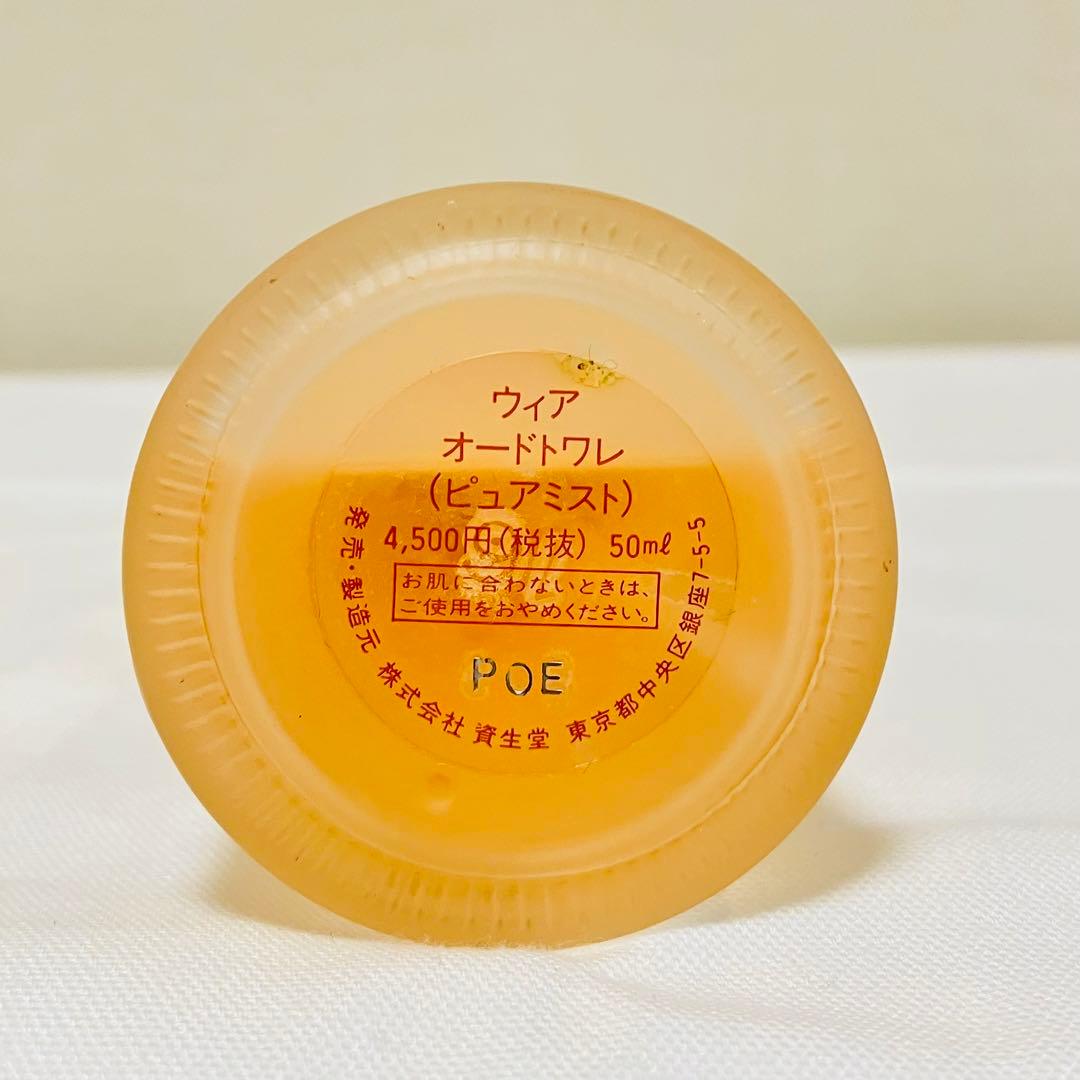 ウィア
オードトワレ
(ピュアミスト)
4,500円(税抜) 50ml
お肌に合わないときは、
ご使用をおやめください。
POE
発売・製造元 株式会社 資生堂 東京都中央区銀座7-5-5